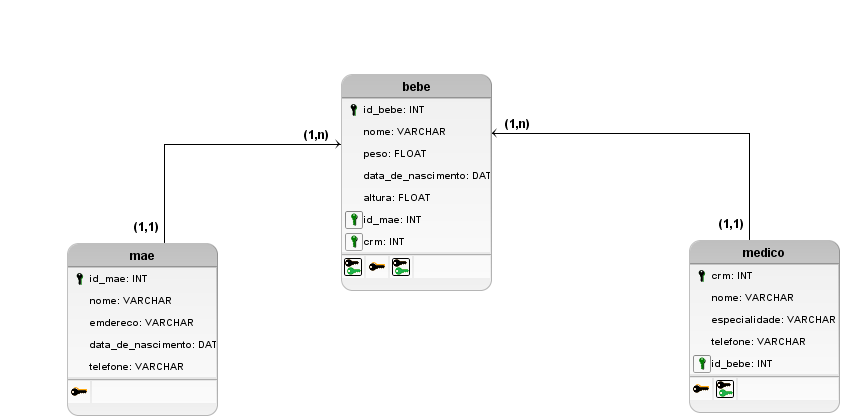 bebe
id_bebe: INT
nome: VARCHAR
peso: FLOAT
data_de_nascimento: DAT
altura: FLOAT
id_mae: INT
crm: INT
(1,n)
(1,n)
(1,1)
(1,1)
mae
id_mae: INT
nome: VARCHAR
emdereco: VARCHAR
data_de_nascimento: DAT
telefone: VARCHAR
medico
crm: INT
nome: VARCHAR
especialidade: VARCHAR
telefone: VARCHAR
id_bebe: INT